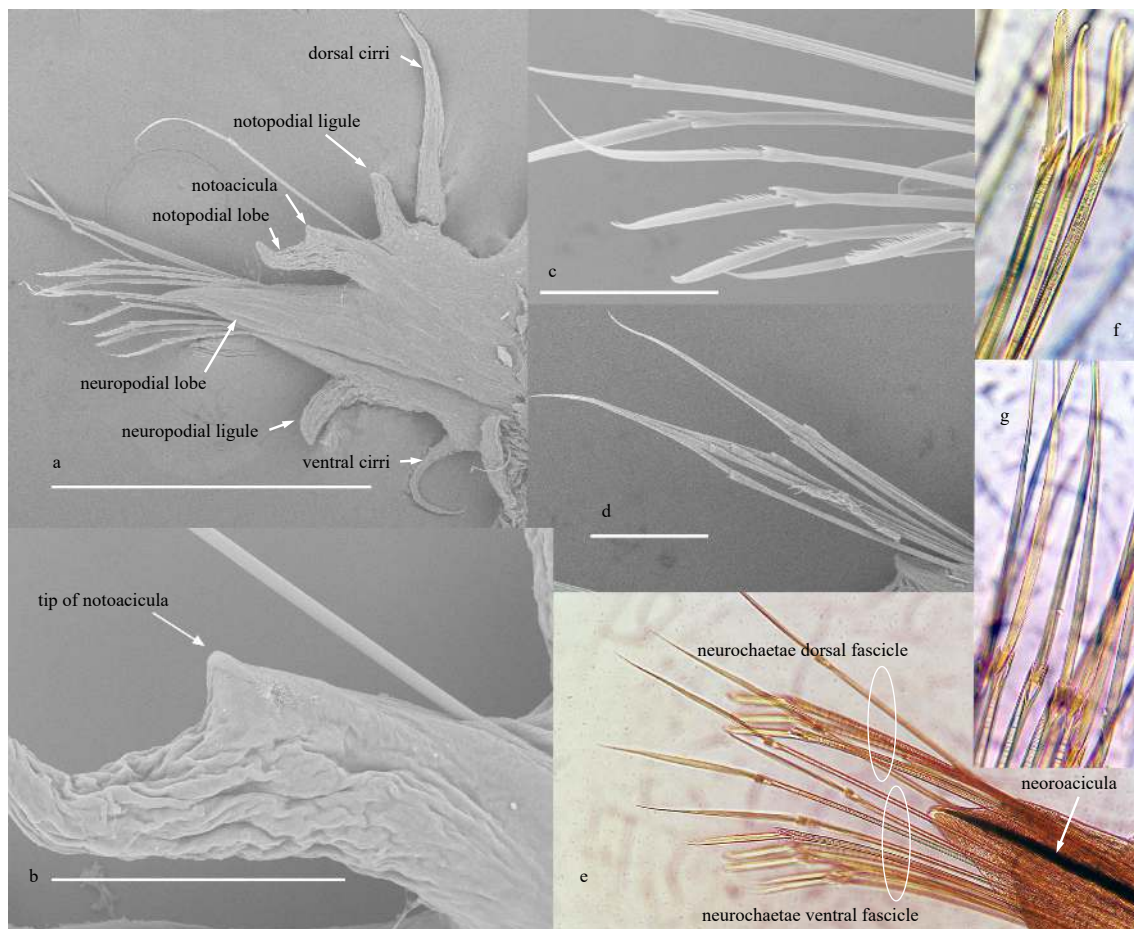 dorsal cirri
notopodial ligule
notoacicula
notopodial lobe
neuropodial lobe
neuropodial ligule
ventral cirri
a
tip of notoacicula
b
c
d
neurochaetae dorsal fascicle
neoroacicula
neurochaetae ventral fascicle
e
f
g